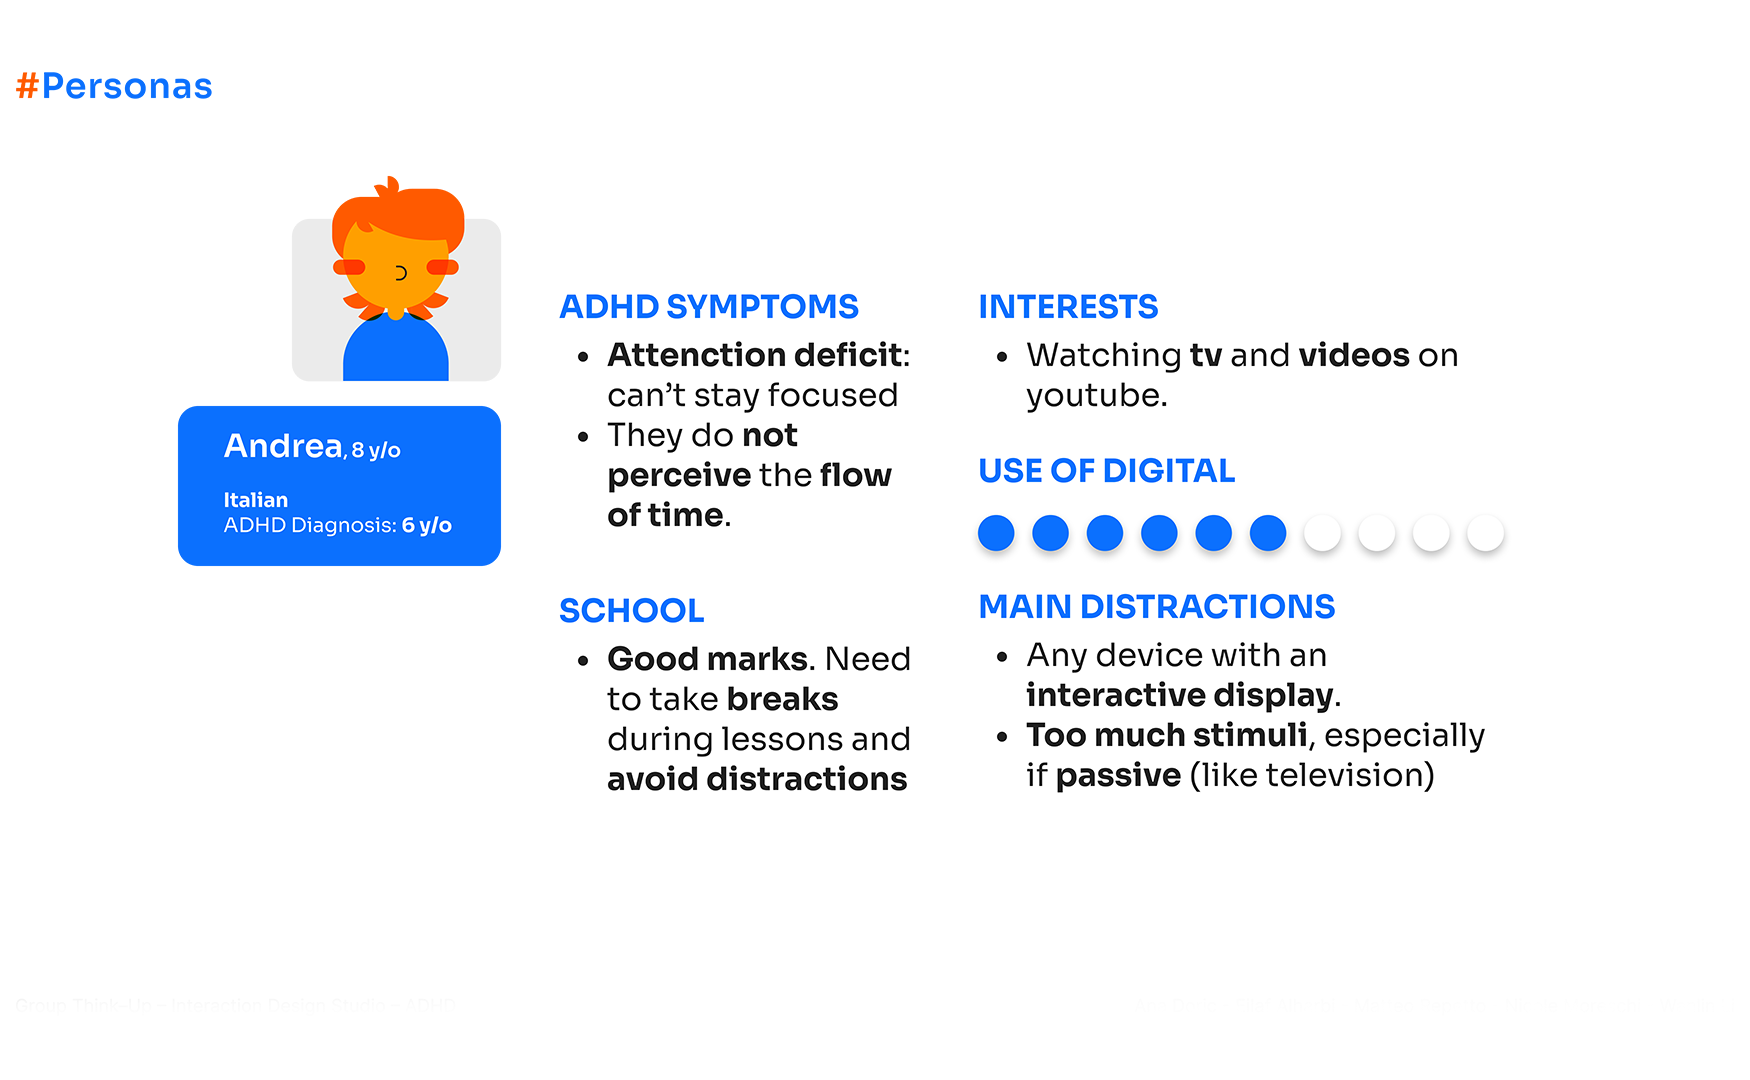 #Personas
Andrea, 8 y/o
Italian
ADHD Diagnosis: 6 y/o
ADHD SYMPTOMS
• Attenction deficit:
can't stay focused
• They do not
perceive the flow
of time.
SCHOOL
• Good marks. Need
to take breaks
during lessons and
avoid distractions
INTERESTS
• Watching tv and videos on
youtube.
USE OF DIGITAL
MAIN DISTRACTIONS
• Any device with an
interactive display.
• Too much stimuli, especially
if passive (like television)
Group Think-Up - Interaction Design Studio - ADHD